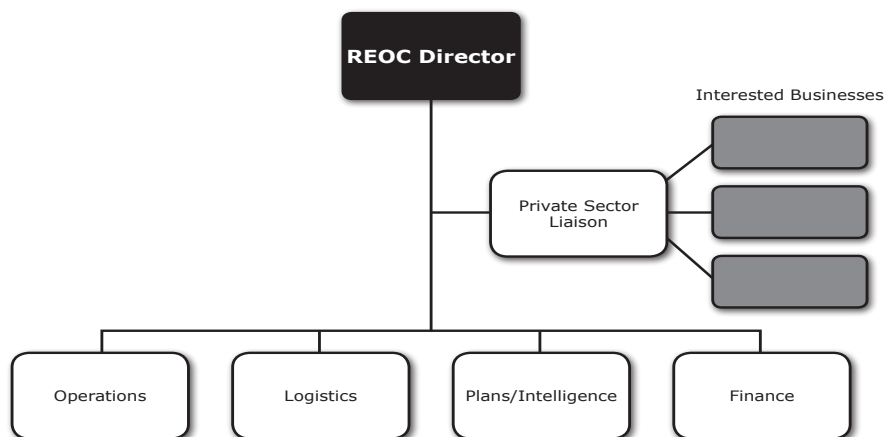 REOC Director
Interested Businesses
Private Sector
Liaison
Operations
Logistics
Plans/Intelligence
Finance